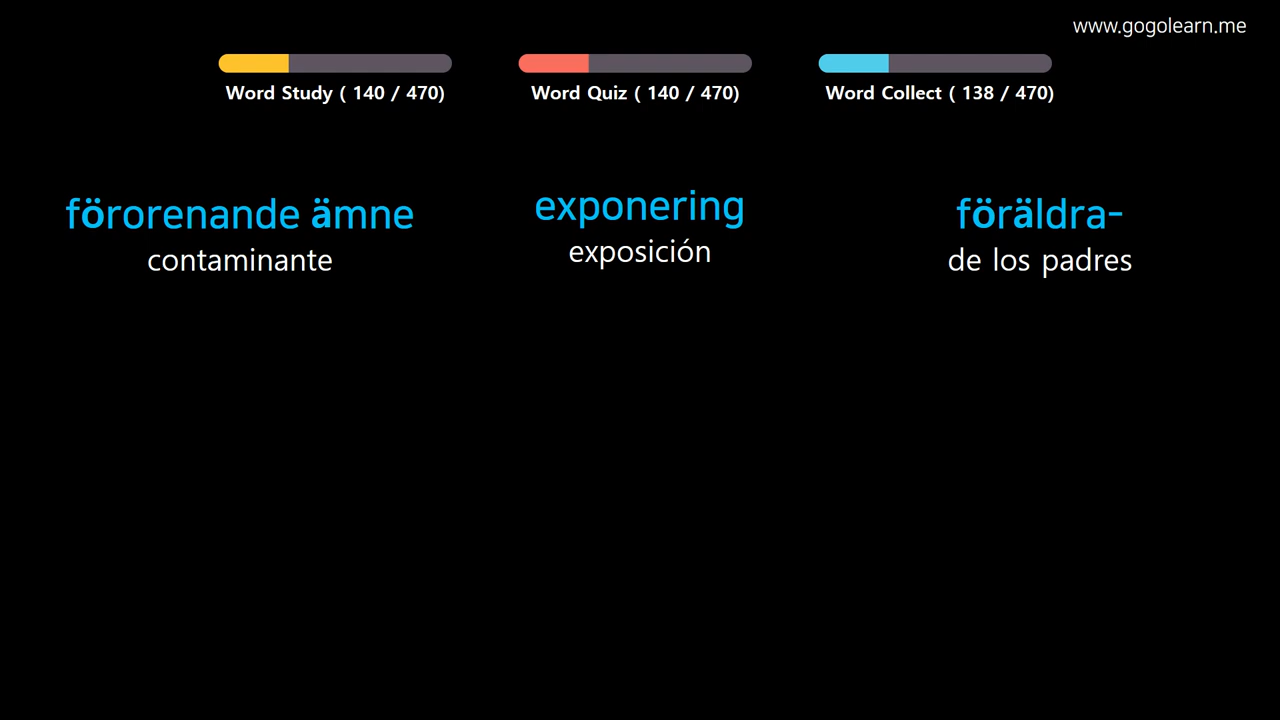 www.gogolearn.me
Word Study ( 140 / 470)
Word Quiz ( 140 / 470)
Word Collect ( 138 / 470)
förorenande ämne
contaminante
exponering
exposición
föräldra-
de los padres